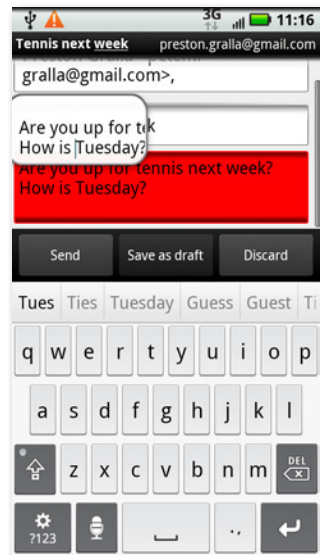 3G 11:16
Tennis next week preston.gralla@gmail.com
gralla@gmail.com>,
Are you up for te
How is Tuesday?
k
Are you up for tennis next week?
How is Tuesday?
Send Save as draft Discard
Tues Ties Tuesday Guess Guest Ti
q w e r t y u i o p
a s d f g h j k l
z x c v b n m DEL
?123 .,